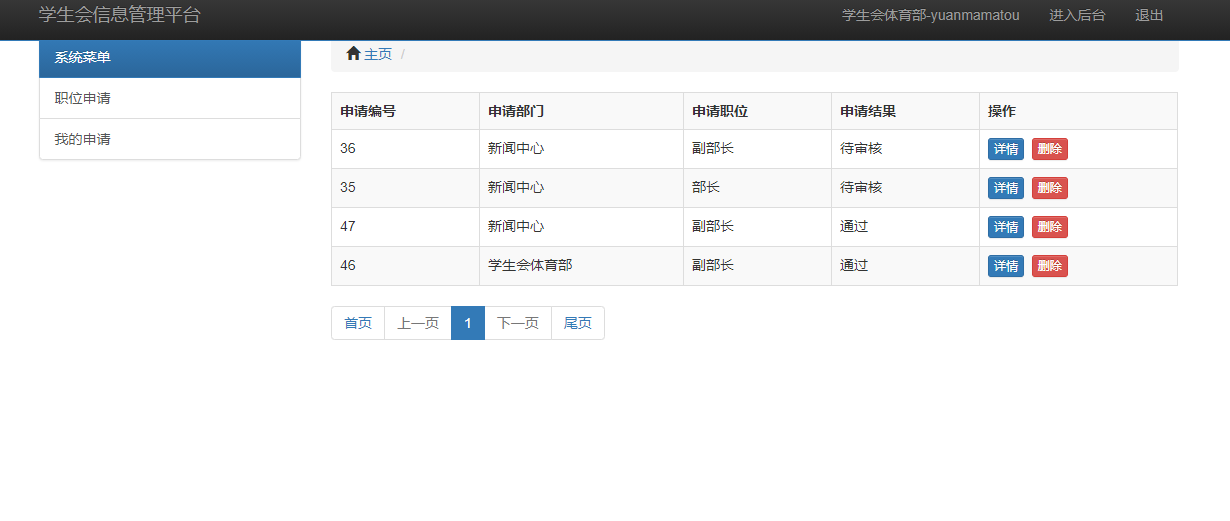 学生会信息管理平台 学生会体育部-yuanmamatou 进入后台 退出
系统菜单
职位申请
我的申请
主页 /
申请编号 申请部门 申请职位 申请结果 操作
36 新闻中心 副部长 待审核 详情 删除
35 新闻中心 部长 待审核 详情 删除
47 新闻中心 副部长 通过 详情 删除
46 学生会体育部 副部长 通过 详情 删除
首页 上一页 1 下一页 尾页